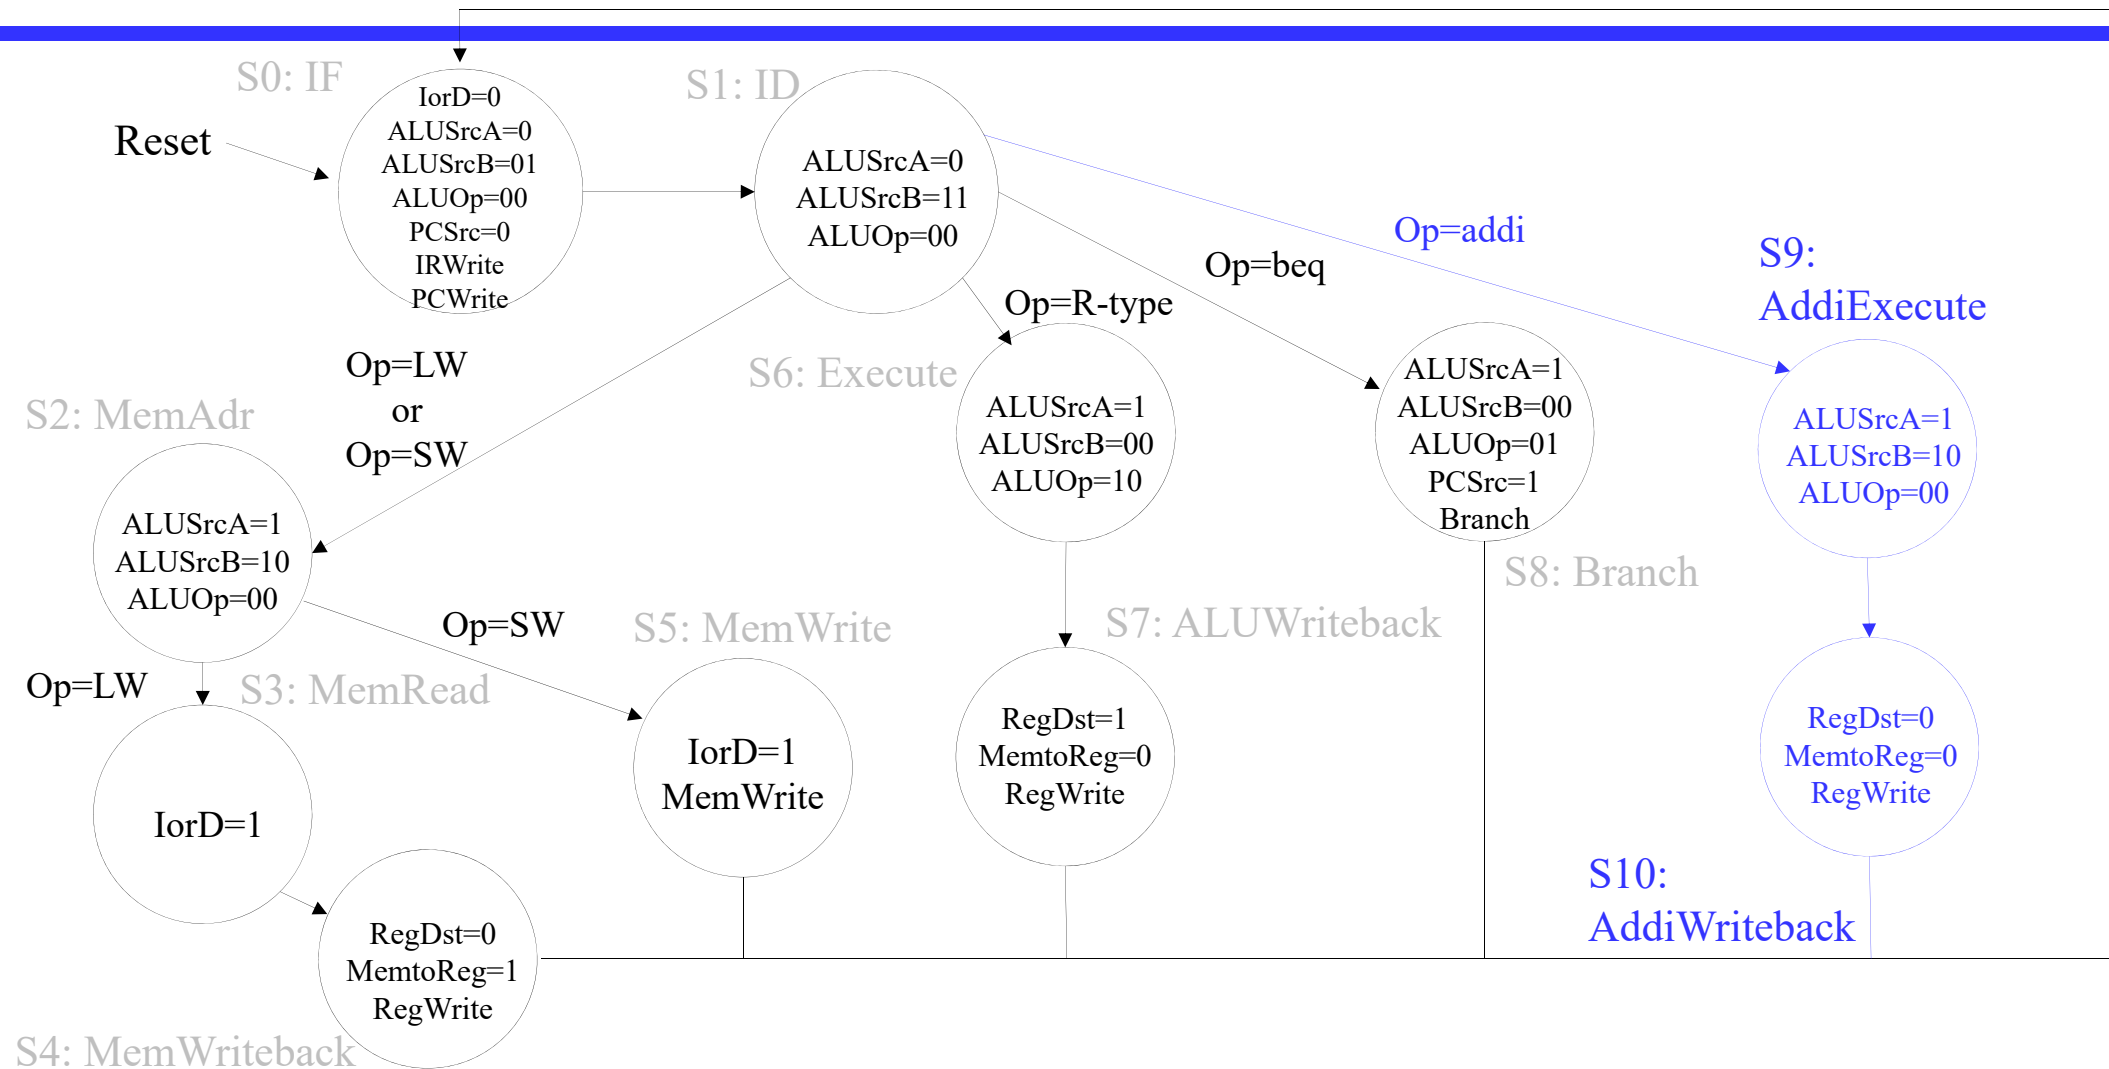 S0: IF
S1: ID
Reset
IorD=0
ALUSrcA=0
ALUSrcB=01
ALUOp=00
PCSrc=0
IRWrite
PCWrite
ALUSrcA=0
ALUSrcB=11
ALUOp=00
Op=addi
Op=beq
Op=R-type
S9:
AddiExecute
Op=LW
or
Op=SW
S6: Execute
S2: MemAdr
ALUSrcA=1
ALUSrcB=00
ALUOp=10
ALUSrcA=1
ALUSrcB=00
ALUOp=01
PCSrc=1
Branch
ALUSrcA=1
ALUSrcB=10
ALUOp=00
ALUSrcA=1
ALUSrcB=10
ALUOp=00
S8: Branch
Op=SW
S5: MemWrite
S7: ALUWriteback
Op=LW
S3: MemRead
IorD=1
IorD=1
MemWrite
RegDst=1
MemtoReg=0
RegWrite
RegDst=0
MemtoReg=0
RegWrite
S10:
AddiWriteback
RegDst=0
MemtoReg=1
RegWrite
S4: MemWriteback